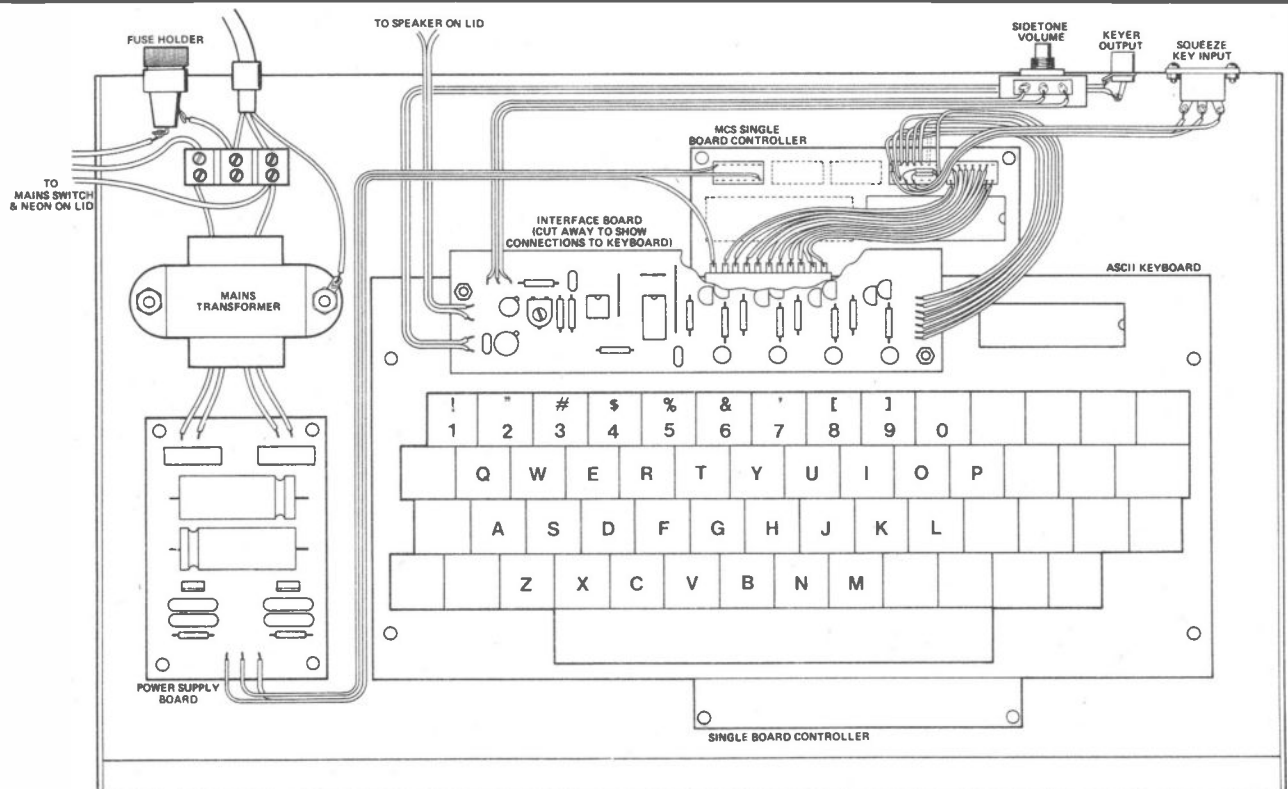 TO SPEAKER ON LID
FUSE HOLDER
SIDETONE
VOLUME
KEYER
OUTPUT
SQUEEZE
KEY INPUT
MCS SINGLE
BOARD CONTROLLER
TO
MAINS SWITCH
& NEON ON LID
INTERFACE BOARD
(CUT AWAY TO SHOW
CONNECTIONS TO KEYBOARD)
ASCII KEYBOARD
MAINS
TRANSFORMER
! " # $ % & ' [ ]
1 2 3 4 5 6 7 8 9 0
Q W E R T Y U I O P
A S D F G H J K L
Z X C V B N M
POWER SUPPLY
BOARD
SINGLE BOARD CONTROLLER